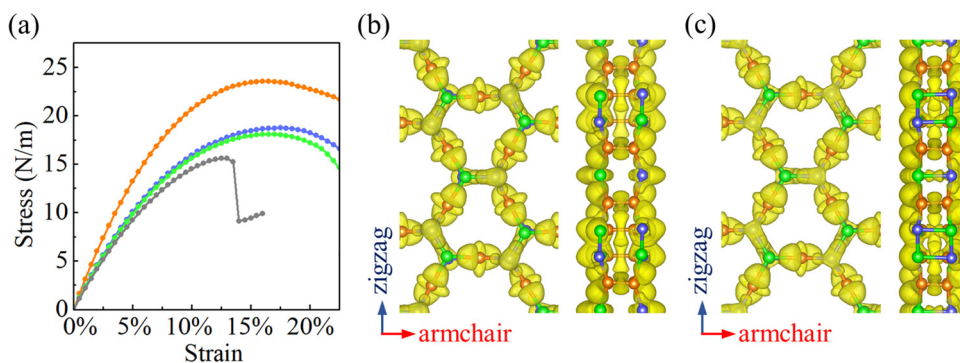 (a)
Stress (N/m)
25
20
15
10
5
0
0% 5% 10% 15% 20%
Strain
(b)
zigzag
armchair
(c)
zigzag
armchair